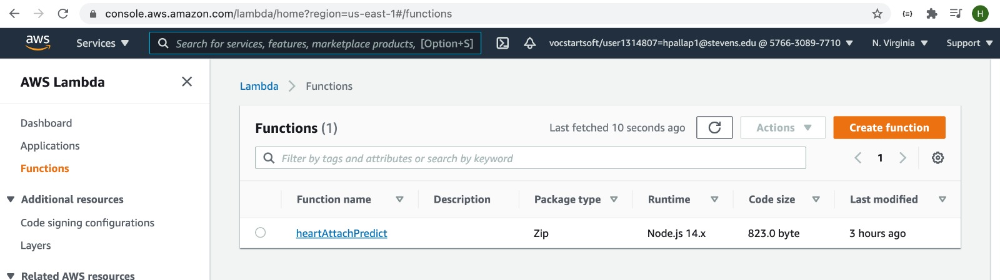 console.aws.amazon.com/lambda/home?region=us-east-1#/functions
H
aws
Services ▼
Search for services, features, marketplace products, [Option+S]
vocstartsoft/user1314807=hpallap1@stevens.edu @ 5766-3089-7710 ▼
N. Virginia ▼
Support ▼
AWS Lambda
Dashboard
Applications
Functions
Additional resources
Code signing configurations
Layers
Related AWS resources
Lambda > Functions
Functions (1)
Last fetched 10 seconds ago
Actions ▼
Create function
Filter by tags and attributes or search by keyword
1
Function name Description Package type Runtime Code size Last modified
heartAttachPredict Zip Node.js 14.x 823.0 byte 3 hours ago